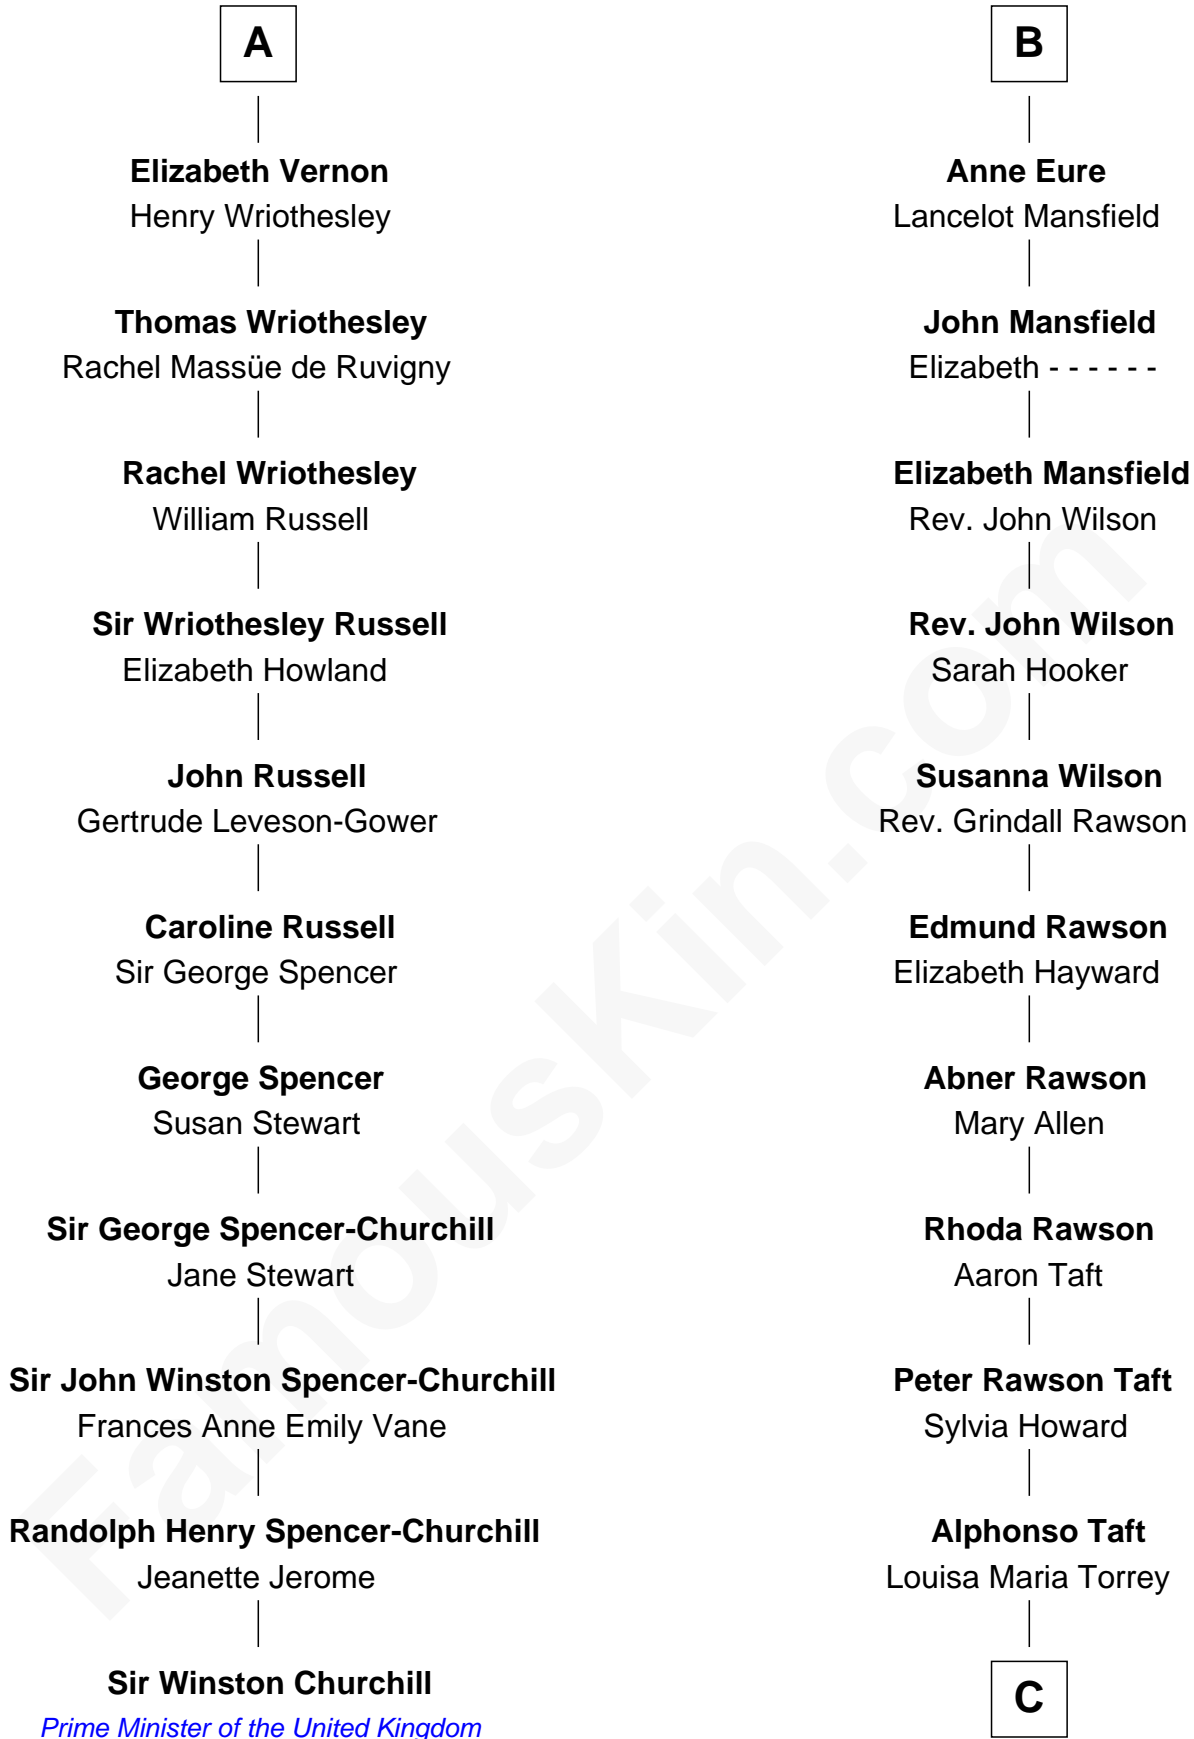 A
Elizabeth Vernon
Henry Wriothesley
Thomas Wriothesley
Rachel Massüe de Ruvigny
Rachel Wriothesley
William Russell
Sir Wriothesley Russell
Elizabeth Howland
John Russell
Gertrude Leveson-Gower
Caroline Russell
Sir George Spencer
George Spencer
Susan Stewart
Sir George Spencer-Churchill
Jane Stewart
Sir John Winston Spencer-Churchill
Frances Anne Emily Vane
Randolph Henry Spencer-Churchill
Jeanette Jerome
Sir Winston Churchill
Prime Minister of the United Kingdom
B
Anne Eure
Lancelot Mansfield
John Mansfield
Elizabeth - - - - - -
Elizabeth Mansfield
Rev. John Wilson
Rev. John Wilson
Sarah Hooker
Susanna Wilson
Rev. Grindall Rawson
Edmund Rawson
Elizabeth Hayward
Abner Rawson
Mary Allen
Rhoda Rawson
Aaron Taft
Peter Rawson Taft
Sylvia Howard
Alphonso Taft
Louisa Maria Torrey
C
FamousKin.com